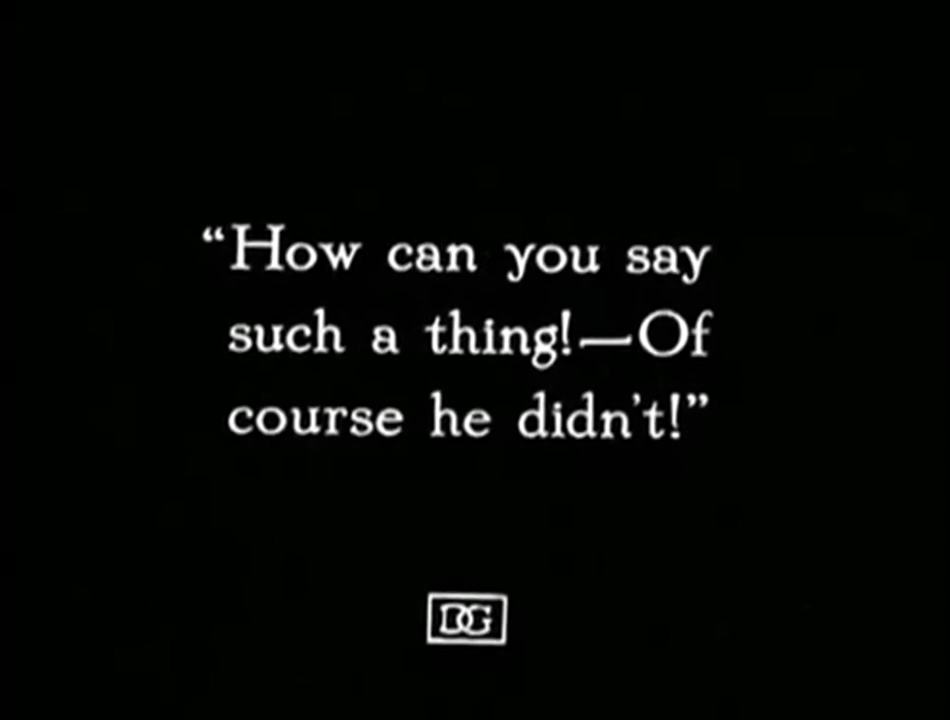 “How can you say
such a thing!—Of
course he didn't!”
DG